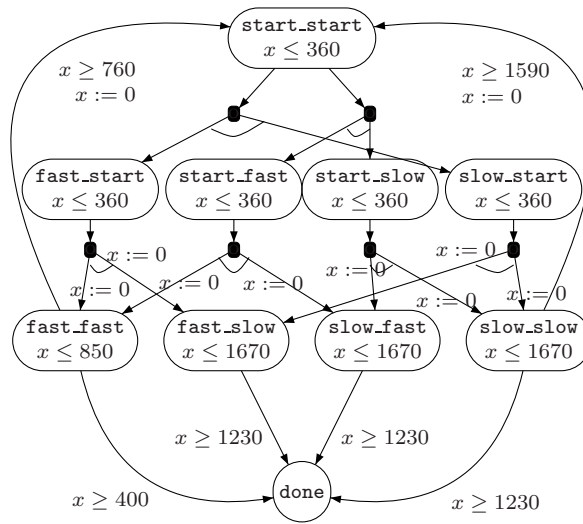 start_start
x ≤ 360
x ≥ 760
x := 0
x ≥ 1590
x := 0
fast_start
x ≤ 360
start_fast
x ≤ 360
start_slow
x ≤ 360
slow_start
x ≤ 360
x := 0
x := 0
x := 0
x := 0
x := 0
x := 0
x := 0
x := 0
fast_fast
x ≤ 850
fast_slow
x ≤ 1670
slow_fast
x ≤ 1670
slow_slow
x ≤ 1670
x ≥ 1230
x ≥ 1230
x ≥ 400
done
x ≥ 1230